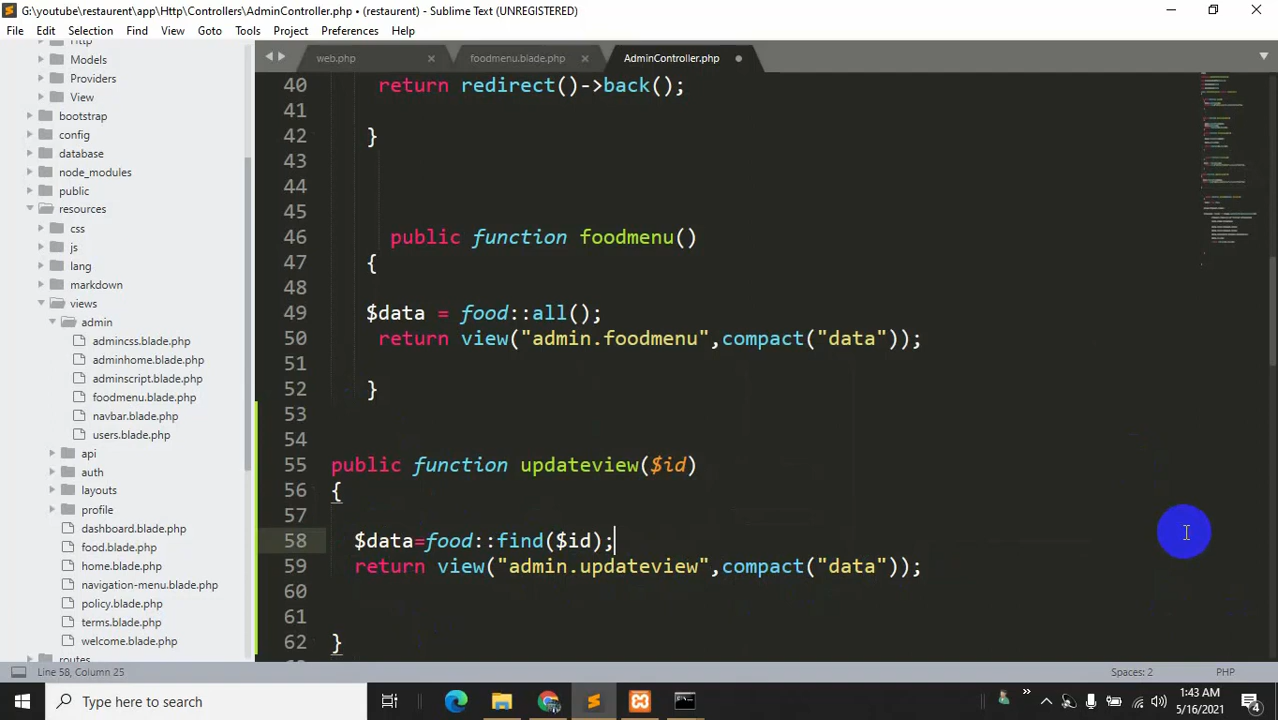 G:\youtube\restaurent\app\Http\Controllers\AdminController.php • (restaurent) - Sublime Text (UNREGISTERED)
File Edit Selection Find View Goto Tools Project Preferences Help
web.php
foodmenu.blade.php
AdminController.php
Http
Models
Providers
View
bootstrap
config
database
node_modules
public
resources
css
js
lang
markdown
views
admin
admincss.blade.php
adminhome.blade.php
adminscript.blade.php
foodmenu.blade.php
navbar.blade.php
users.blade.php
api
auth
layouts
profile
dashboard.blade.php
food.blade.php
home.blade.php
navigation-menu.blade.php
policy.blade.php
terms.blade.php
welcome.blade.php
routes
40 return redirect()->back();
41
42 }
43
44
45
46 public function foodmenu()
47 {
48
49 $data = food::all();
50 return view("admin.foodmenu",compact("data"));
51
52 }
53
54
55 public function updateview($id)
56 {
57
58 $data=food::find($id);
59 return view("admin.updateview",compact("data"));
60
61
62 }
Line 58, Column 25
Spaces: 2
PHP
Type here to search
1:43 AM
5/16/2021
4